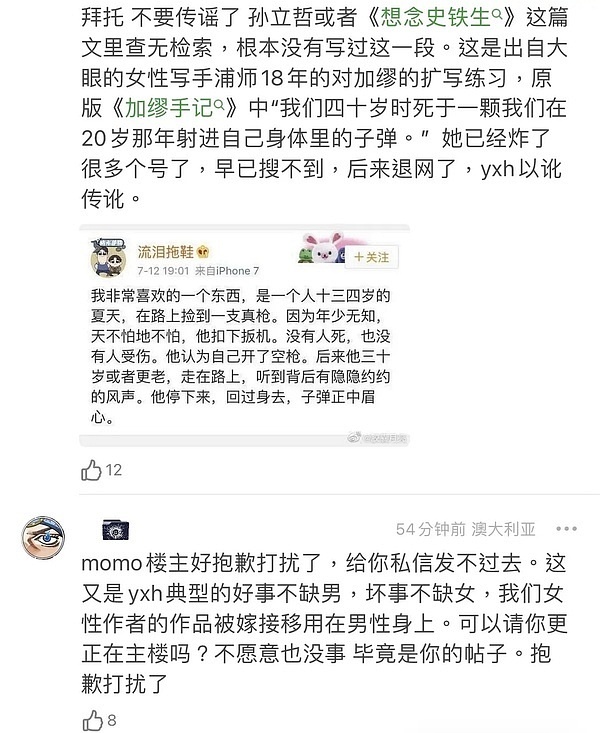 拜托 不要传谣了 孙立哲或者《想念史铁生》这篇
文里查无检索，根本没有写过这一段。这是出自大
眼的女性写手浦师18年的对加缪的扩写练习，原
版《加缪手记》中“我们四十岁时死于一颗我们在
20岁那年射进自己身体里的子弹。” 她已经炸了
很多个号了，早已搜不到，后来退网了，yxh以讹
传讹。
流泪拖鞋
+关注
7-12 19:01 来自iPhone 7
我非常喜欢的一个东西，是一个人十三四岁的
夏天，在路上捡到一支真枪。因为年少无知，
天不怕地不怕，他扣下扳机。没有人死，也没
有人受伤。他认为自己开了空枪。后来他三十
岁或者更老，走在路上，听到背后有隐隐约约
的风声。他停下来，回过身去，子弹正中眉
心。
12
54分钟前 澳大利亚
momo楼主好抱歉打扰了，给你私信发不过去。这
又是yxh典型的好事不缺男，坏事不缺女，我们女
性作者的作品被嫁接移用在男性身上。可以请你更
正在主楼吗？不愿意也没事 毕竟是你的帖子。抱
歉打扰了
8